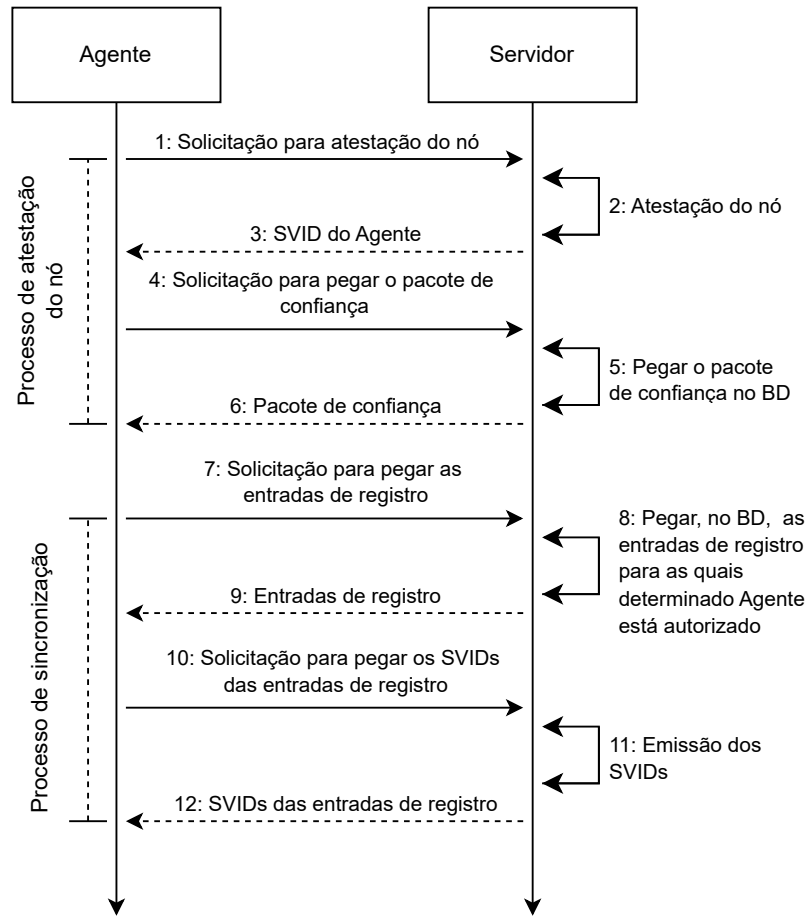 Agente
Servidor
1: Solicitação para atestação do nó
2: Atestação do nó
3: SVID do Agente
4: Solicitação para pegar o pacote de
confiança
5: Pegar o pacote
de confiança no BD
6: Pacote de confiança
Processo de atestação
do nó
7: Solicitação para pegar as
entradas de registro
8: Pegar, no BD, as
entradas de registro
para as quais
determinado Agente
está autorizado
9: Entradas de registro
10: Solicitação para pegar os SVIDs
das entradas de registro
11: Emissão dos
SVIDs
12: SVIDs das entradas de registro
Processo de sincronização